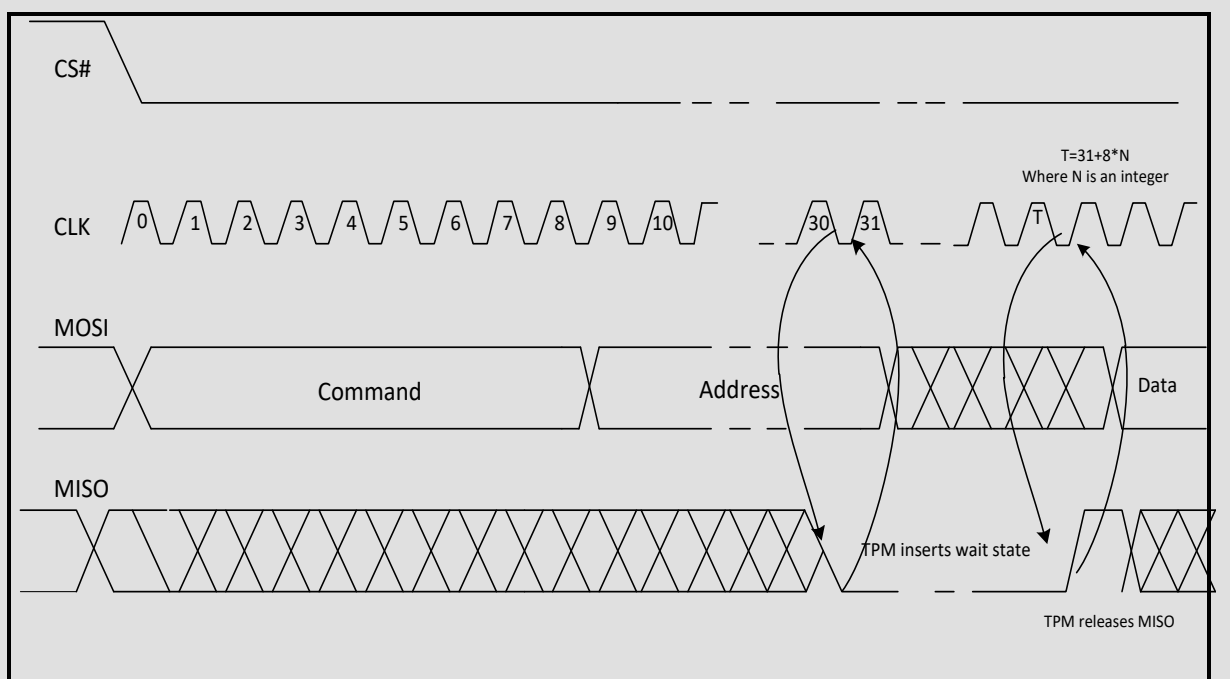 CS#
T=31+8*N
Where N is an integer
CLK
0 1 2 3 4 5 6 7 8 9 10 30 31 T
MOSI
Command Address Data
MISO
TPM inserts wait state
TPM releases MISO